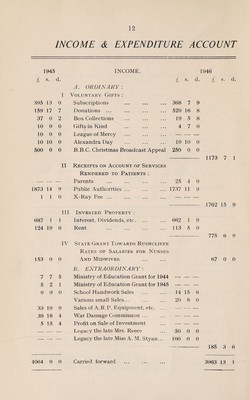 12
INCOME & EXPENDITURE ACCOUNT
1945 INCOME. 1946
£ s. d. £ s. d. £ s. d.
A. ORDINARY :
I VOLUNTARY GIFTS :
395 13 0 Subscriptions ... ... ... 368 7 9
159 17 7 Donations ... ... ... ... 520 16 8
37 0 2 Box Collections ... ... ... 19 5 8
10 0 0 Gifts in Kind ... ... ... 4 7 0
10 0 0 League of Mercy ... ... ... — — —
10 10 0 Alexandra Day ... ... ... 10 10 0
500 0 0 B.B.C. Christmas Broadcast Appeal 250 0 0
1173 7 1
II RECEIPTS ON ACCOUNT OF SERVICES
RENDERED TO PATIENTS :
— — — Parents ... ... ... ... 25 4 0
1873 14 9 Public Authorities ... ... ... 1737 11 0
1 1 0 X-Ray Fee ... ... ... ... — — —
1762 15 9
III INVESTED PROPERTY :
687 1 1 Interest, Dividends, etc. ... ... 662 1 0
124 10 0 Rent ... ... ... ... 113 5 0
775 6 0
IV STATE GRANT TOWARDS RUSHCLIFFE
RATES OF SALARIES FOR NURSES
153 0 0 AND MIDWIVES ... ... 67 0 0
B. EXTRAORDINARY :
7 7 5 Ministry of Education Grant for 1944 — — —
5 2 1 Ministry of Education Grant for 1945 — — —
9 0 0 School Handwork Sales ... ... 14 15 6
Various small Sales ... ... ... 20 8 0
33 19 9 Sales of A.R.P. Equipment, etc. ... — — —
39 16 4 War Damage Commission ... ... — — —
5 13 4 Profit on Sale of Investment — — —
Legacy the late Mrs. Reece 50 0 0
Legacy the late Miss A. M. Styan ... 100 0 0
185 3 6
4064 0 0 Carried forward ... ... ... 3963 13 1